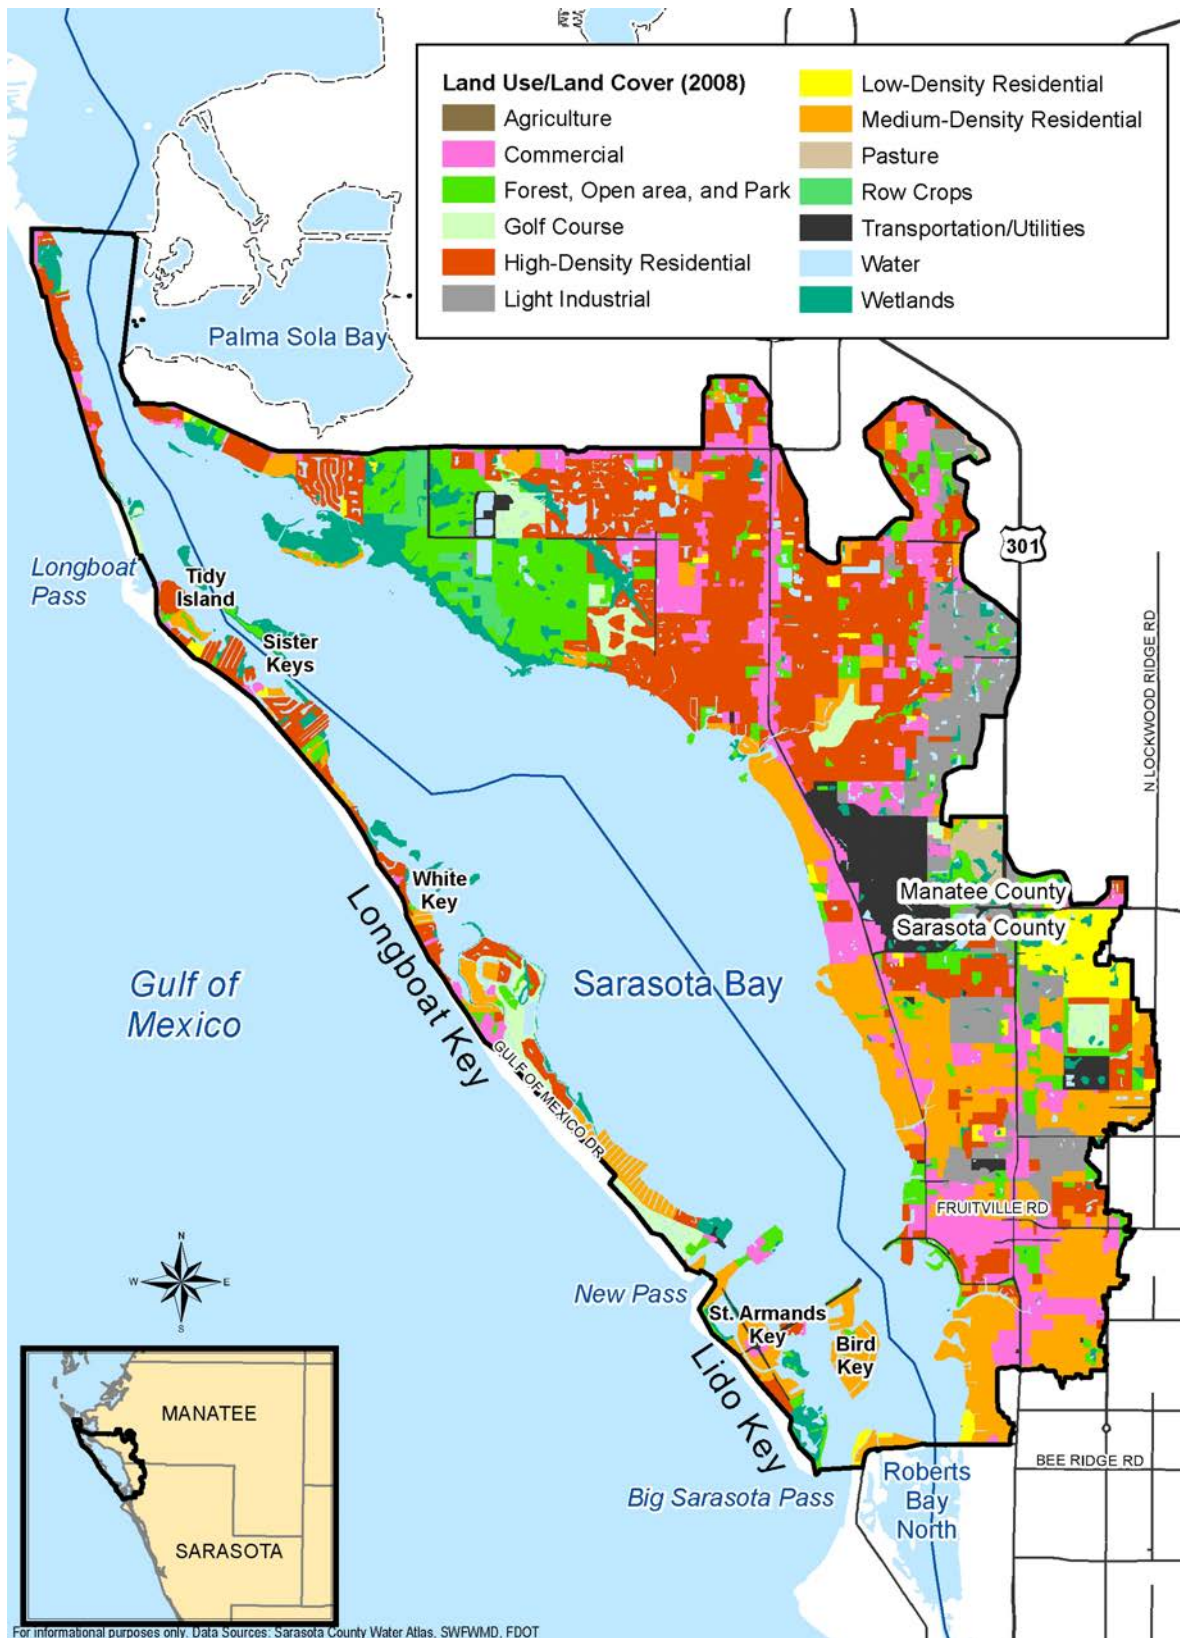 Land Use/Land Cover (2008)
Agriculture
Commercial
Forest, Open area, and Park
Golf Course
High-Density Residential
Light Industrial
Low-Density Residential
Medium-Density Residential
Pasture
Row Crops
Transportation/Utilities
Water
Wetlands
Palma Sola Bay
301
Longboat
Pass
Tidy
Island
Sister
Keys
N LOCKWOOD RIDGE RD
White
Key
Manatee County
Sarasota County
Longboat Key
Gulf of
Mexico
Sarasota Bay
GULF OF MEXICO DR
FRUITVILLE RD
N
W
E
S
New Pass
St. Armands
Key
Bird
Key
Lido Key
BEE RIDGE RD
Roberts
Bay
North
Big Sarasota Pass
MANATEE
SARASOTA
For informational purposes only. Data Sources: Sarasota County Water Atlas, SWFWMD, FDOT